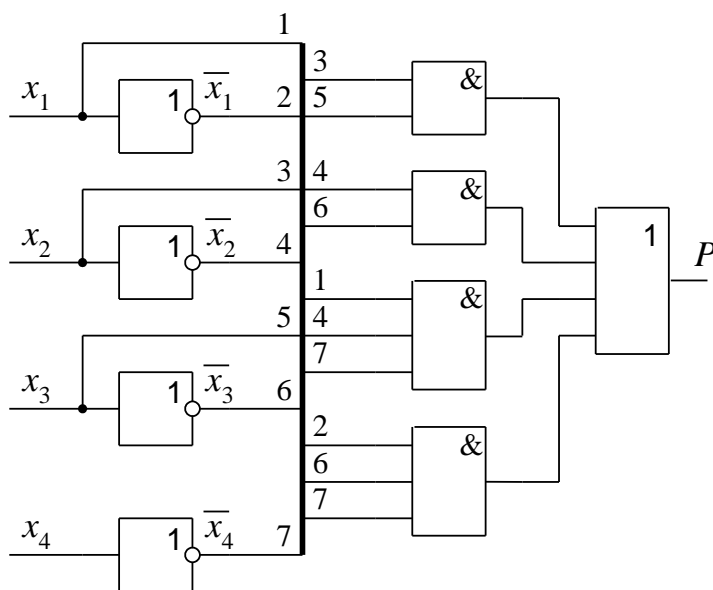 1
3 &
x₁ 1 x̅₁ 2 5
3 4 &
6 1
x₂ 1 x̅₂ 4 P
1 &
5 4
7
x₃ 1 x̅₃ 6
2 &
6
7
x₄ 1 x̅₄ 7